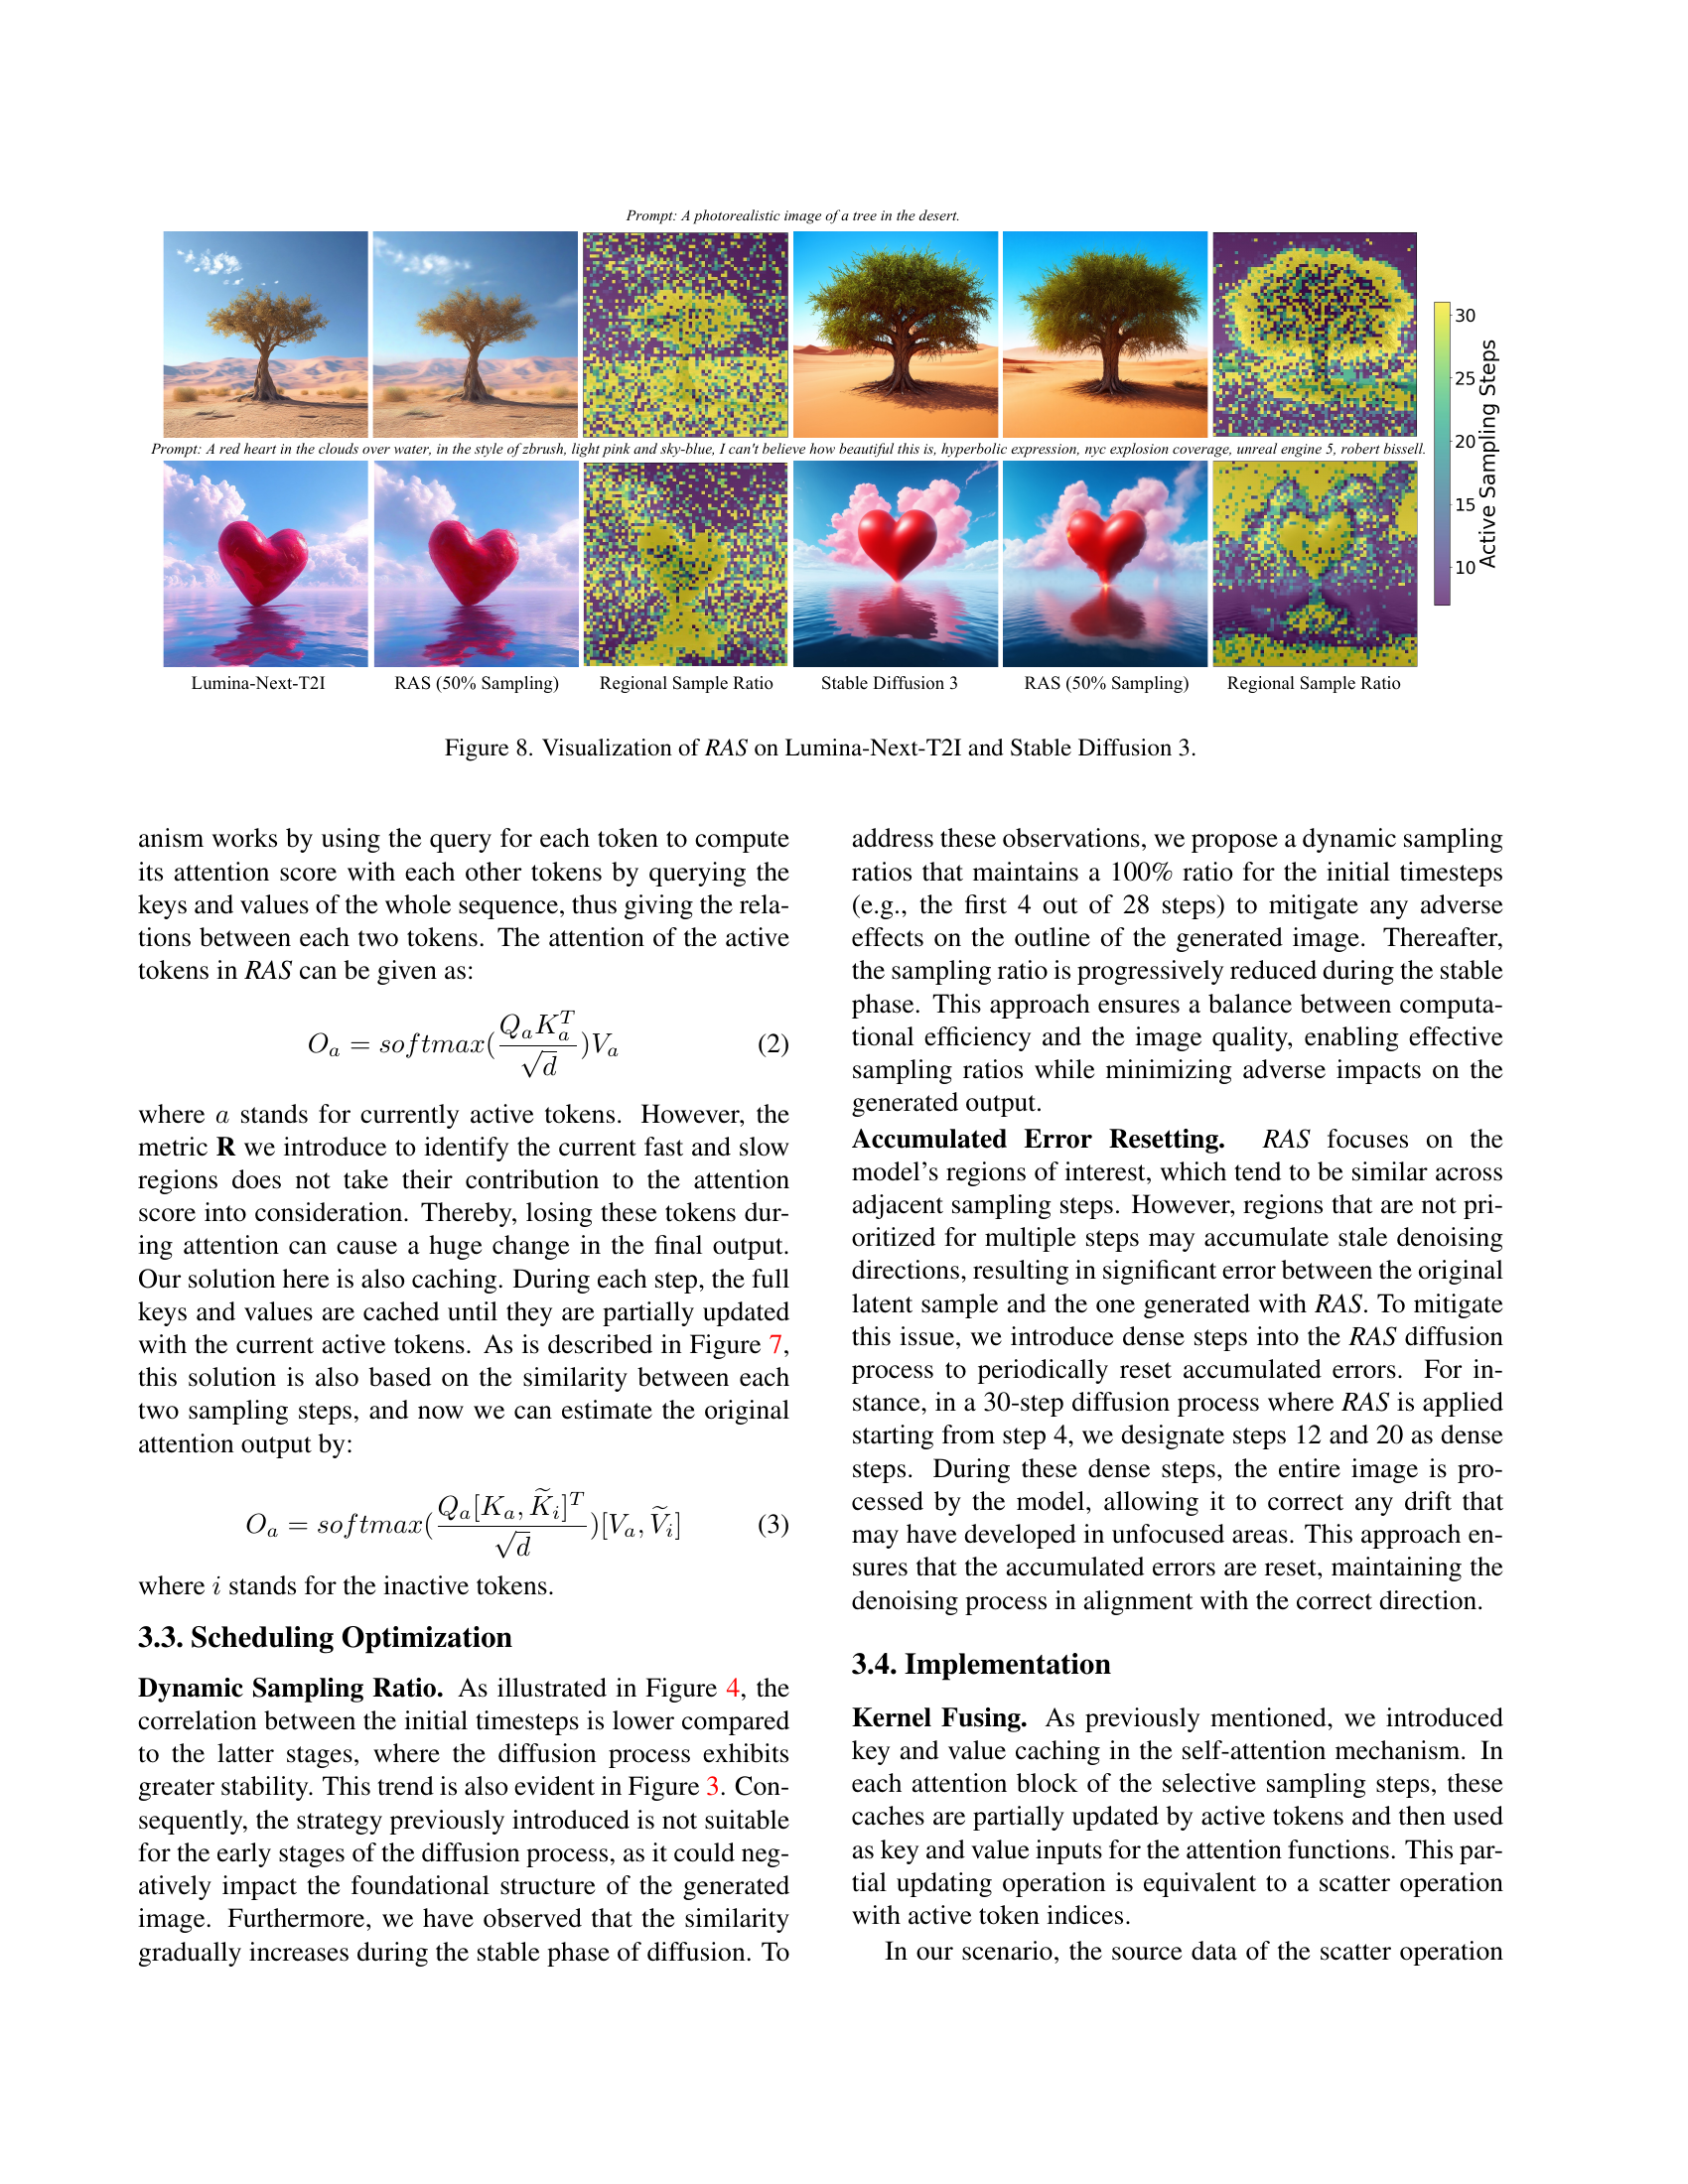 Prompt: A photorealistic image of a tree in the desert.
Prompt: A red heart in the clouds over water, in the style of zbrush, light pink and sky-blue, I can't believe how beautiful this is, hyperbolic expression, nyc explosion coverage, unreal engine 5, robert bissell.
30
25
20
15
10
Active Sampling Steps
Lumina-Next-T2I RAS (50% Sampling) Regional Sample Ratio Stable Diffusion 3 RAS (50% Sampling) Regional Sample Ratio
Figure 8. Visualization of RAS on Lumina-Next-T2I and Stable Diffusion 3.
anism works by using the query for each token to compute
its attention score with each other tokens by querying the
keys and values of the whole sequence, thus giving the rela-
tions between each two tokens. The attention of the active
tokens in RAS can be given as:
O_a = softmax(\frac{Q_a K_a^T}{\sqrt{d}})V_a (2)
where a stands for currently active tokens. However, the
metric R we introduce to identify the current fast and slow
regions does not take their contribution to the attention
score into consideration. Thereby, losing these tokens dur-
ing attention can cause a huge change in the final output.
Our solution here is also caching. During each step, the full
keys and values are cached until they are partially updated
with the current active tokens. As is described in Figure 7,
this solution is also based on the similarity between each
two sampling steps, and now we can estimate the original
attention output by:
O_a = softmax(\frac{Q_a[K_a, \widetilde{K}_i]^T}{\sqrt{d}})[V_a, \widetilde{V}_i] (3)
where i stands for the inactive tokens.
3.3. Scheduling Optimization
Dynamic Sampling Ratio. As illustrated in Figure 4, the
correlation between the initial timesteps is lower compared
to the latter stages, where the diffusion process exhibits
greater stability. This trend is also evident in Figure 3. Con-
sequently, the strategy previously introduced is not suitable
for the early stages of the diffusion process, as it could neg-
atively impact the foundational structure of the generated
image. Furthermore, we have observed that the similarity
gradually increases during the stable phase of diffusion. To
address these observations, we propose a dynamic sampling
ratios that maintains a 100% ratio for the initial timesteps
(e.g., the first 4 out of 28 steps) to mitigate any adverse
effects on the outline of the generated image. Thereafter,
the sampling ratio is progressively reduced during the stable
phase. This approach ensures a balance between computa-
tional efficiency and the image quality, enabling effective
sampling ratios while minimizing adverse impacts on the
generated output.
Accumulated Error Resetting. RAS focuses on the
model's regions of interest, which tend to be similar across
adjacent sampling steps. However, regions that are not pri-
oritized for multiple steps may accumulate stale denoising
directions, resulting in significant error between the original
latent sample and the one generated with RAS. To mitigate
this issue, we introduce dense steps into the RAS diffusion
process to periodically reset accumulated errors. For in-
stance, in a 30-step diffusion process where RAS is applied
starting from step 4, we designate steps 12 and 20 as dense
steps. During these dense steps, the entire image is pro-
cessed by the model, allowing it to correct any drift that
may have developed in unfocused areas. This approach en-
sures that the accumulated errors are reset, maintaining the
denoising process in alignment with the correct direction.
3.4. Implementation
Kernel Fusing. As previously mentioned, we introduced
key and value caching in the self-attention mechanism. In
each attention block of the selective sampling steps, these
caches are partially updated by active tokens and then used
as key and value inputs for the attention functions. This par-
tial updating operation is equivalent to a scatter operation
with active token indices.
In our scenario, the source data of the scatter operation